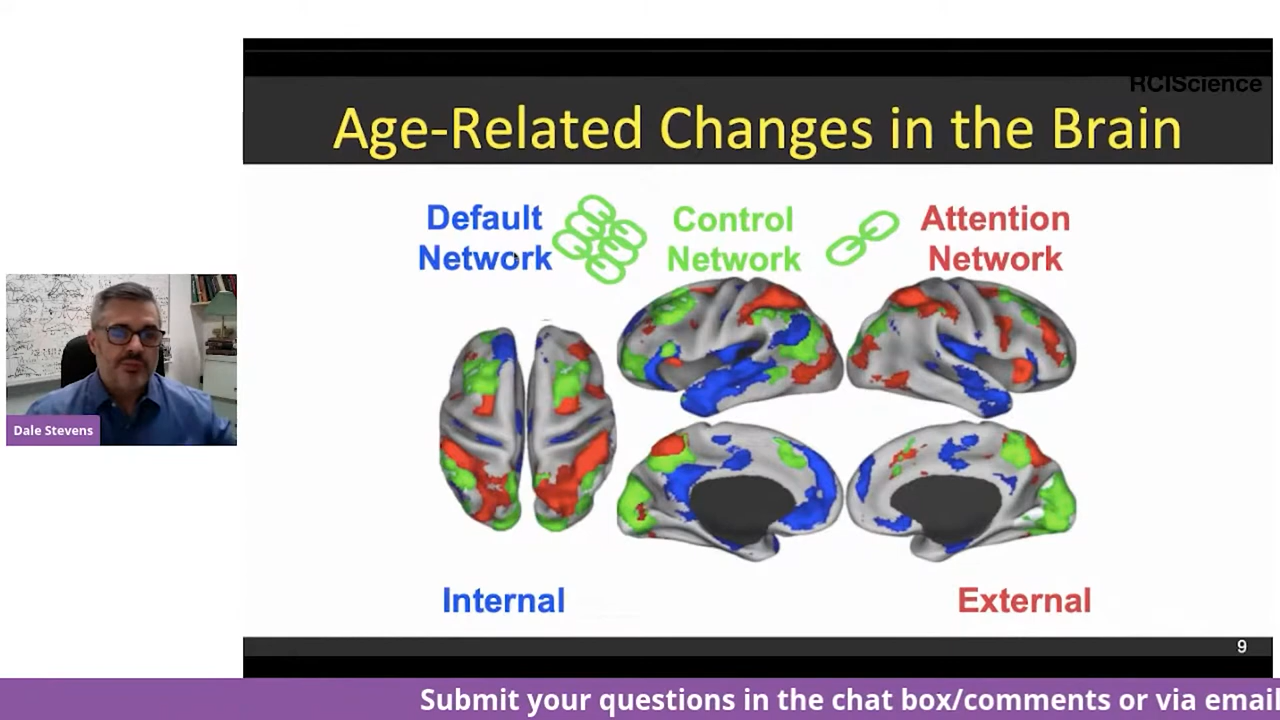 RCIScience
Age-Related Changes in the Brain
Default
Network
Control
Network
Attention
Network
Dale Stevens
Internal
External
9
Submit your questions in the chat box/comments or via email